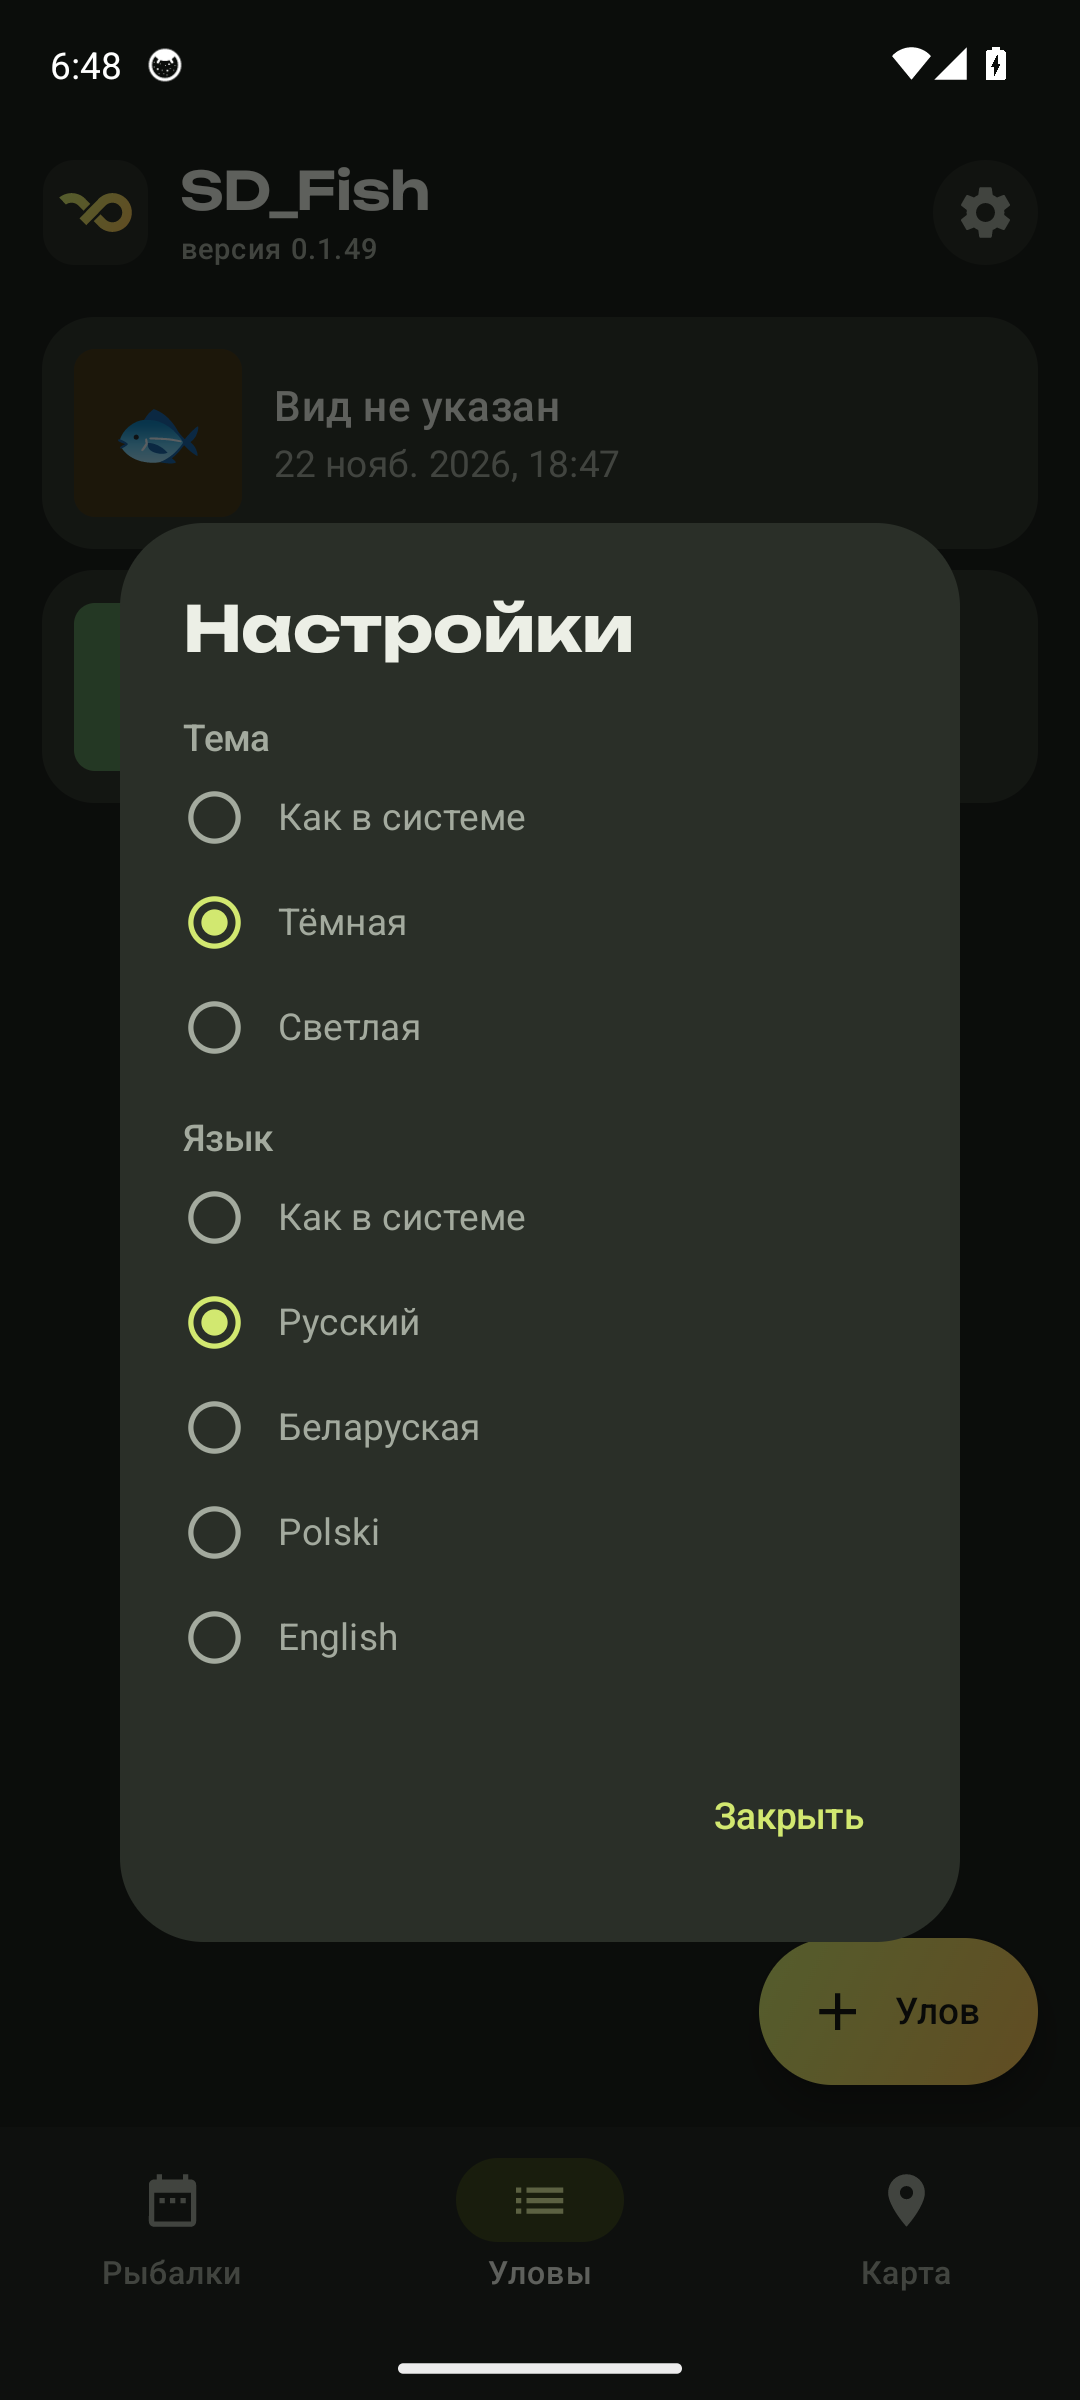 6:48
SD_Fish
версия 0.1.49
Вид не указан
22 нояб. 2026, 18:47
Настройки
Тема
Как в системе
Тёмная
Светлая
Язык
Как в системе
Русский
Беларуская
Polski
English
Закрыть
Улов
Рыбалки
Уловы
Карта